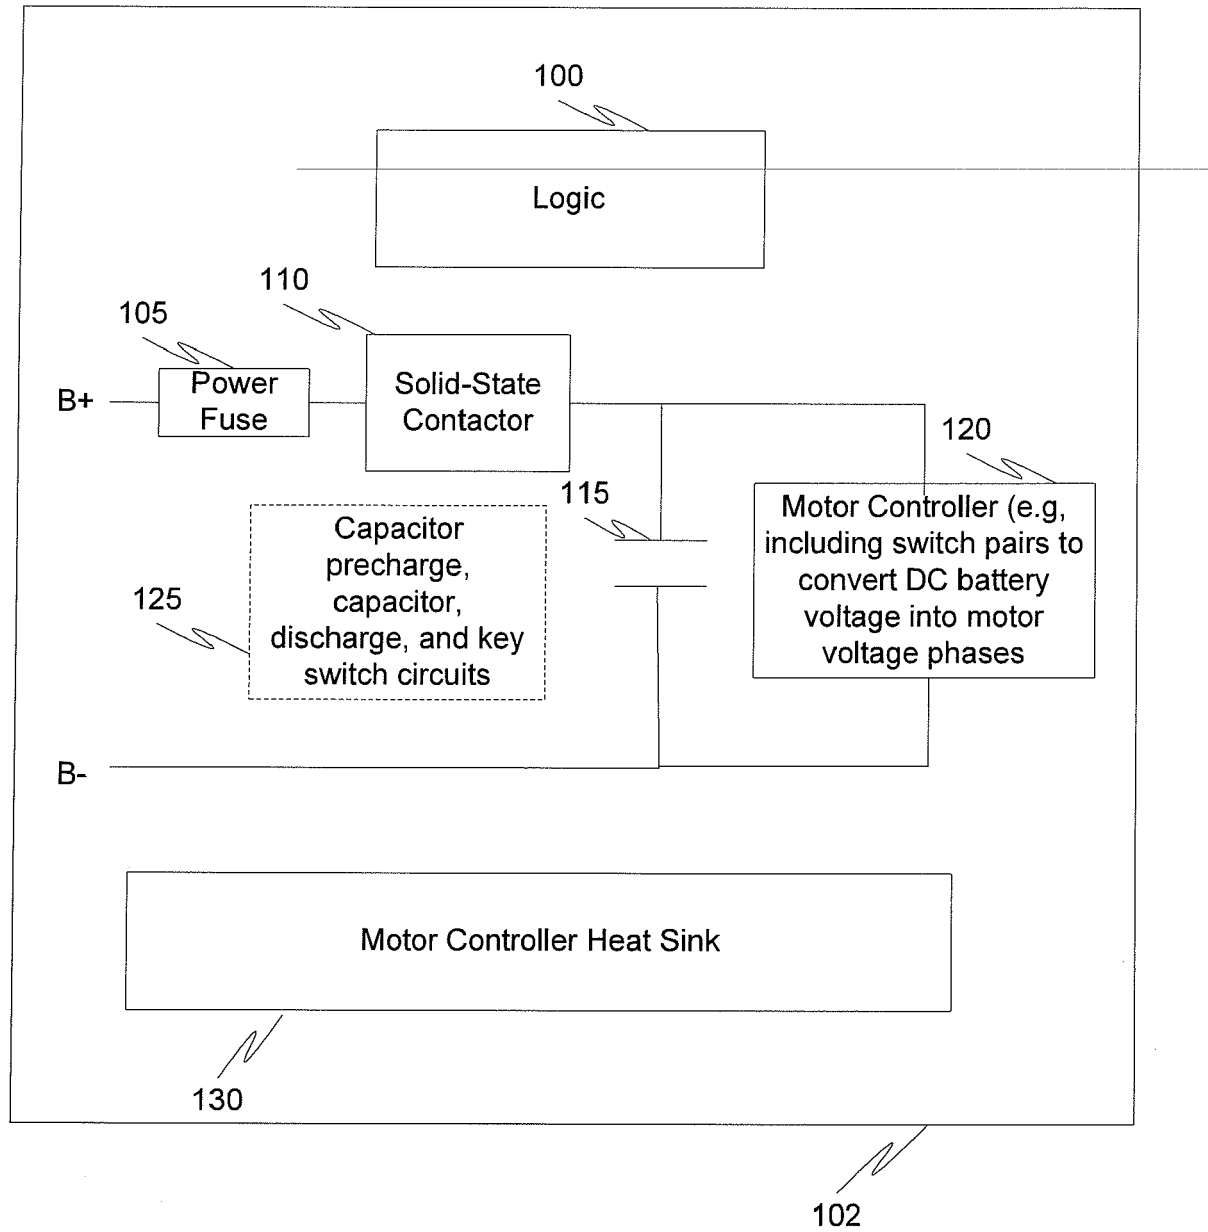 100
Logic
110
105
B+
Power
Fuse
Solid-State
Contactor
120
115
Motor Controller (e.g,
including switch pairs to
convert DC battery
voltage into motor
voltage phases
125
Capacitor
precharge,
capacitor,
discharge, and key
switch circuits
B-
Motor Controller Heat Sink
130
102